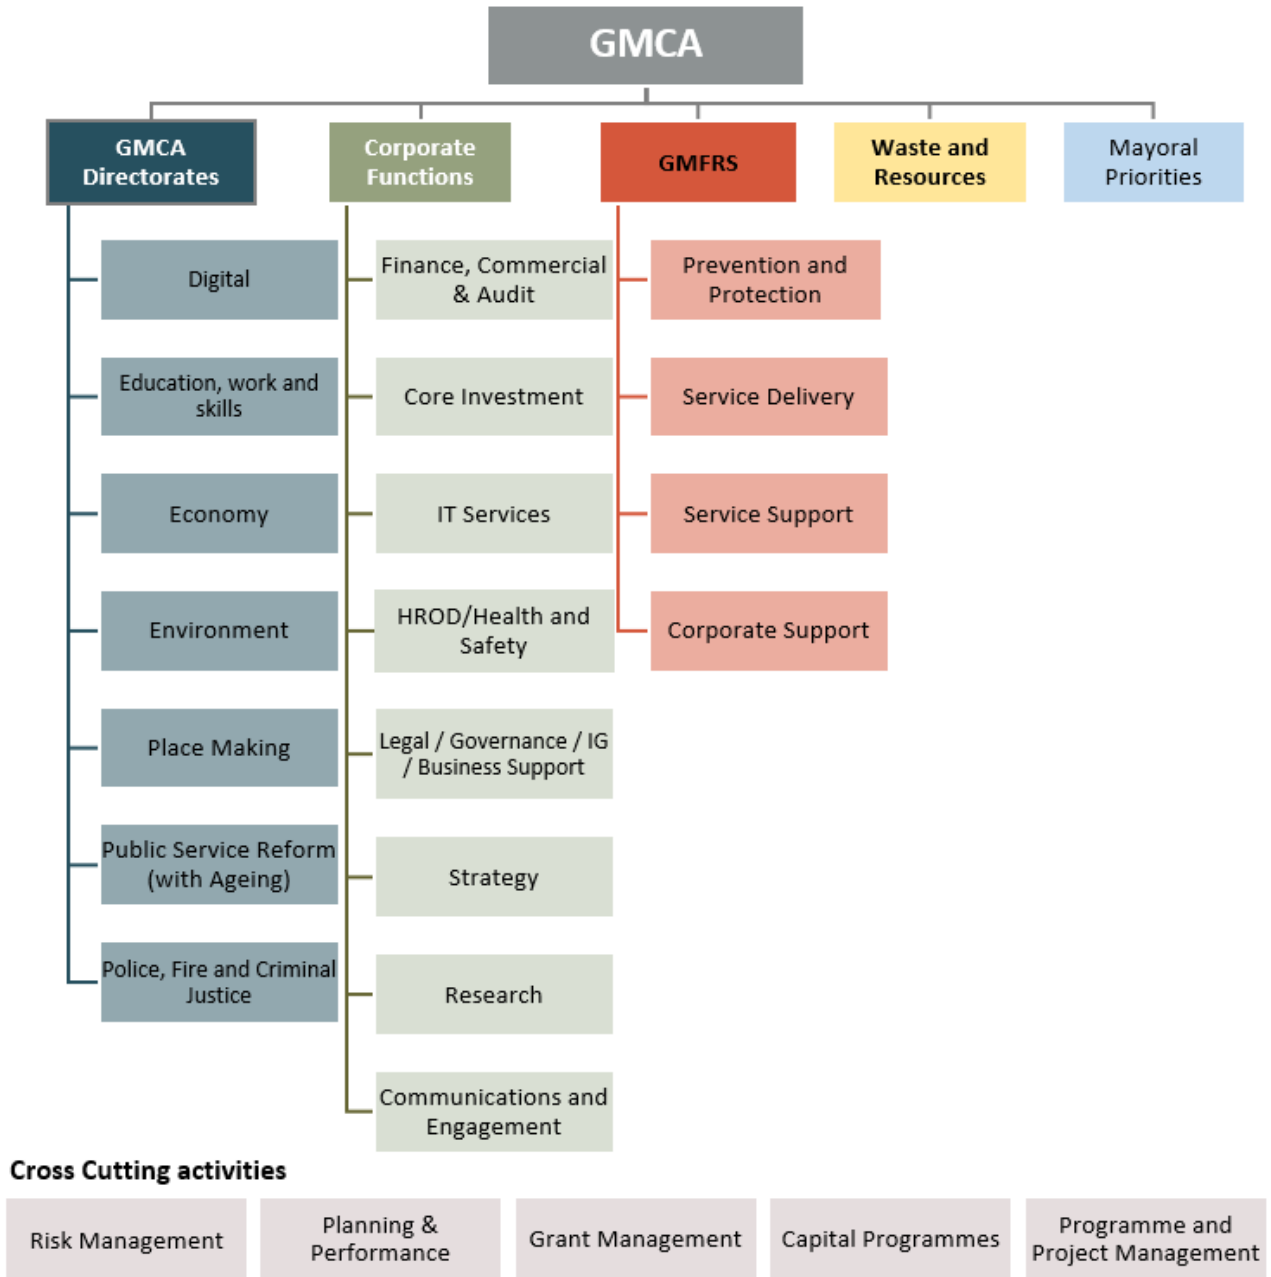 GMCA
GMCA
Directorates
Corporate
Functions
GMFRS
Waste and
Resources
Mayoral
Priorities
Digital
Education, work and
skills
Economy
Environment
Place Making
Public Service Reform
(with Ageing)
Police, Fire and Criminal
Justice
Finance, Commercial
& Audit
Core Investment
IT Services
HROD/Health and
Safety
Legal / Governance / IG
/ Business Support
Strategy
Research
Communications and
Engagement
Prevention and
Protection
Service Delivery
Service Support
Corporate Support
Cross Cutting activities
Risk Management
Planning &
Performance
Grant Management
Capital Programmes
Programme and
Project Management